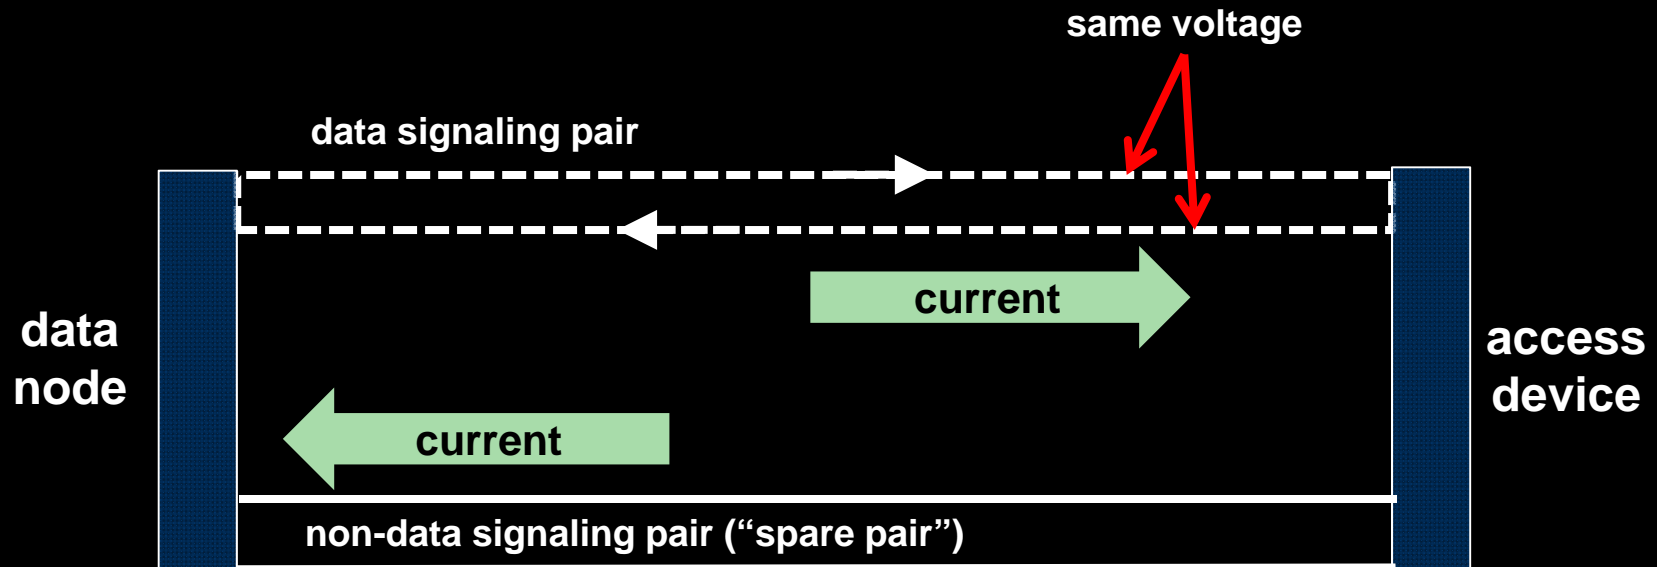 same voltage
data signaling pair
current
data
node
access
device
current
non-data signaling pair (“spare pair”)